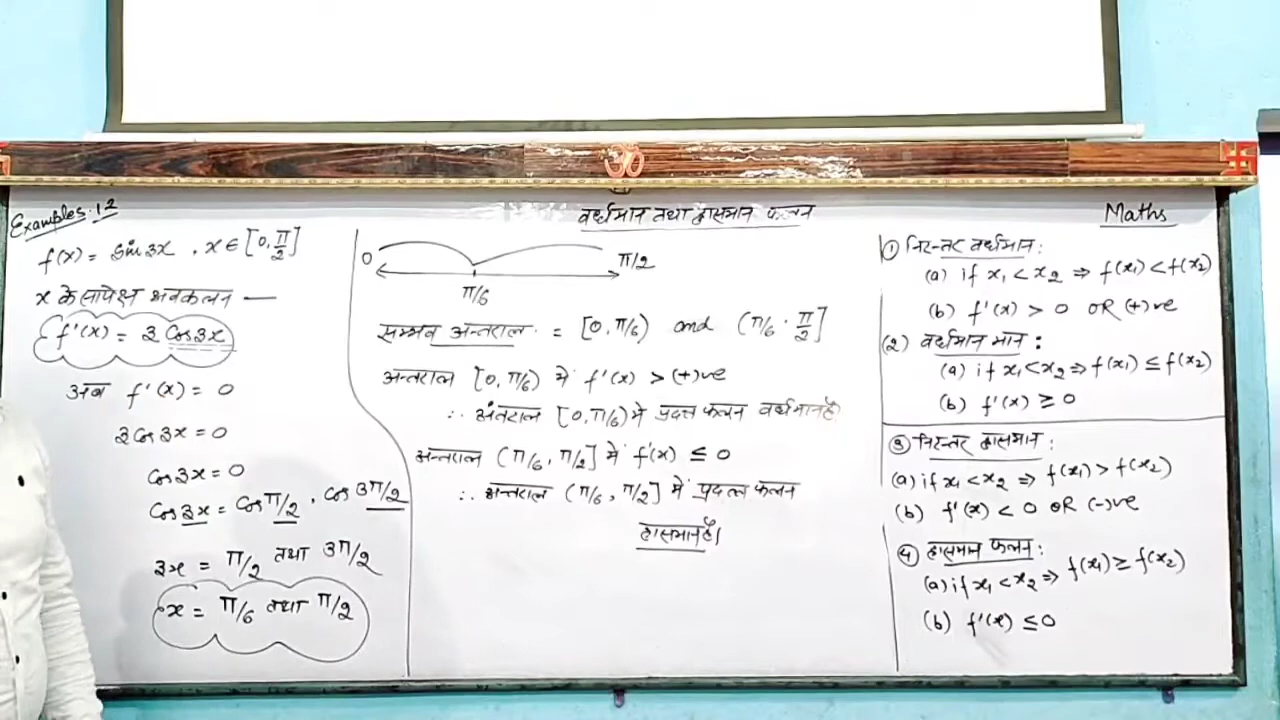 Examples:12
वर्धमान तथा ह्रासमान फलन
Maths
f(x) = sin 3x , x ∈ [0, π/2]
x के सापेक्ष अवकलन —
f'(x) = 3 Cos3x
अब f'(x) = 0
3 Cos 3x = 0
Cos 3x = 0
Cos 3x = Cos π/2 , Cos 3π/2
3x = π/2 तथा 3π/2
x = π/6 तथा π/2
0 π/2
π/6
सम्भव अन्तराल = [0, π/6) and (π/6 , π/2]
अन्तराल [0, π/6) में f'(x) > (+)ve
∴ अंतराल [0, π/6) में प्रदत्त फलन वर्धमान है
अन्तराल (π/6, π/2] में f'(x) ≤ 0
∴ अन्तराल (π/6, π/2] में प्रदत्त फलन
ह्रासमान है।
① निरन्तर वर्धमान:
(a) if x₁ < x₂ ⇒ f(x₁) < f(x₂)
(b) f'(x) > 0 OR (+)ve
(2) वर्धमान मान :
(a) if x₁ < x₂ ⇒ f(x₁) ≤ f(x₂)
(b) f'(x) ≥ 0
③ निरन्तर ह्रासमान :
(a) if x₁ < x₂ ⇒ f(x₁) > f(x₂)
(b) f'(x) < 0 OR (-)ve
④ ह्रासमान फलन :
(a) if x₁ < x₂ ⇒ f(x₁) ≥ f(x₂)
(b) f'(x) ≤ 0